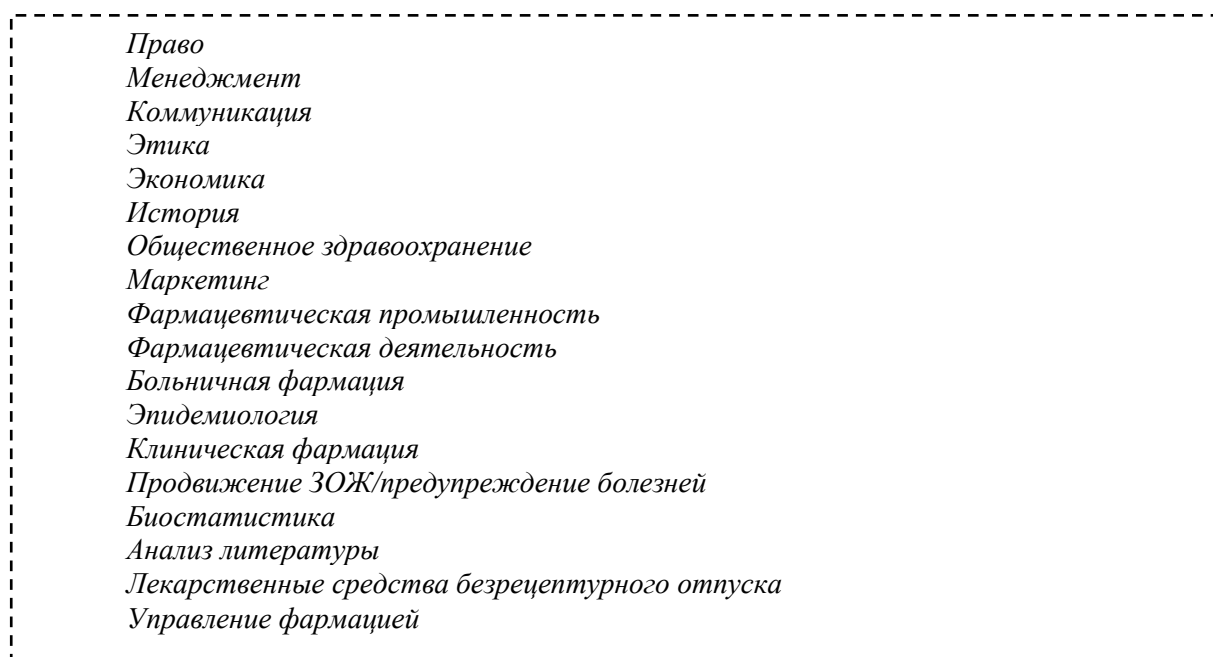 Право
Менеджмент
Коммуникация
Этика
Экономика
История
Общественное здравоохранение
Маркетинг
Фармацевтическая промышленность
Фармацевтическая деятельность
Больничная фармация
Эпидемиология
Клиническая фармация
Продвижение ЗОЖ/предупреждение болезней
Биостатистика
Анализ литературы
Лекарственные средства безрецептурного отпуска
Управление фармацией